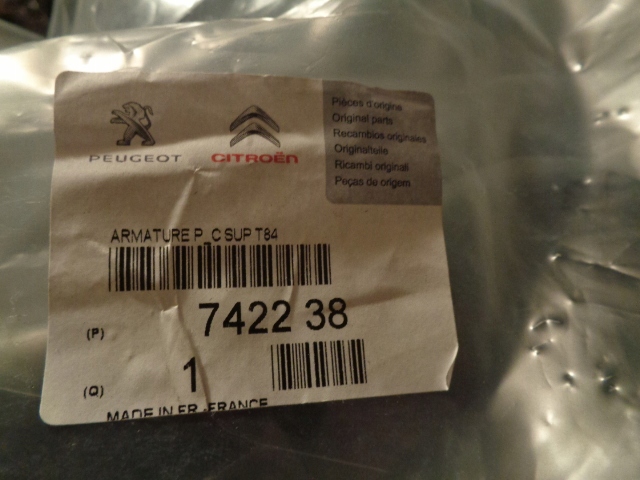 PEUGEOT
CITROËN
Pièces d'origine
Original parts
Recambios originales
Originalteile
Ricambi originali
Peças de origem
ARMATURE P_C SUP T84
(P) 7422 38
(Q) 1
MADE IN FR -FRANCE